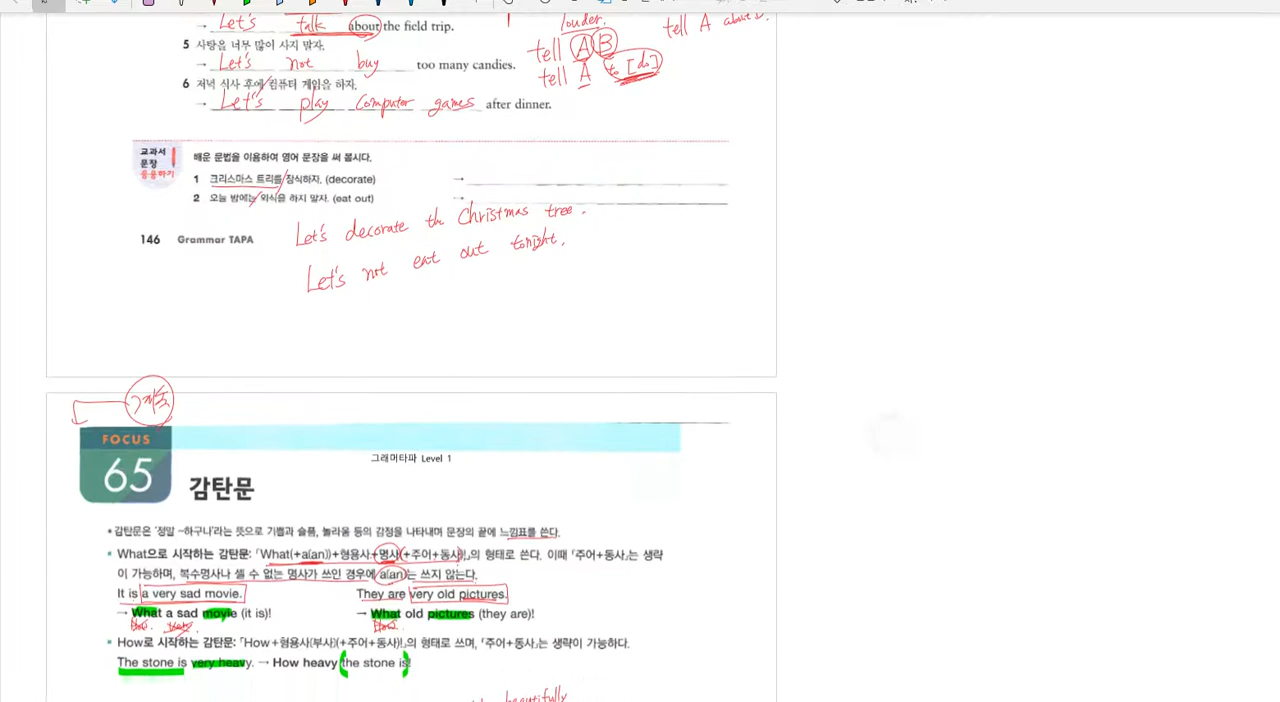 → Let's talk about the field trip.
louder.
tell A about
5 사탕을 너무 많이 사지 말자.
tell A B
→ Let's not buy too many candies.
tell A to [do]
6 저녁 식사 후에 컴퓨터 게임을 하자.
→ Let's play computer games after dinner.
교과서
문장
응용하기
배운 문법을 이용하여 영어 문장을 써 봅시다.
1 크리스마스 트리를 장식하자. (decorate) →
2 오늘 밤에는 외식을 하지 말자. (eat out) →
Let's decorate the Christmas tree.
146 Grammar TAPA
Let's not eat out tonight.
FOCUS
65
그래머타파 Level 1
감탄문
• 감탄문은 '정말 ~하구나'라는 뜻으로 기쁨과 슬픔, 놀라움 등의 감정을 나타내며 문장의 끝에 느낌표를 쓴다.
▪ What으로 시작하는 감탄문: 「What(+a(an))+형용사+명사(+주어+동사)!」의 형태로 쓴다. 이때 「주어+동사」는 생략
이 가능하며, 복수명사나 셀 수 없는 명사가 쓰인 경우에 a(an)는 쓰지 않는다.
It is a very sad movie. They are very old pictures.
→ What a sad movie (it is)! → What old pictures (they are)!
▪ How로 시작하는 감탄문: 「How+형용사[부사](+주어+동사)!」의 형태로 쓰며, 「주어+동사」는 생략이 가능하다.
The stone is very heavy. → How heavy (the stone is)!
beautifully